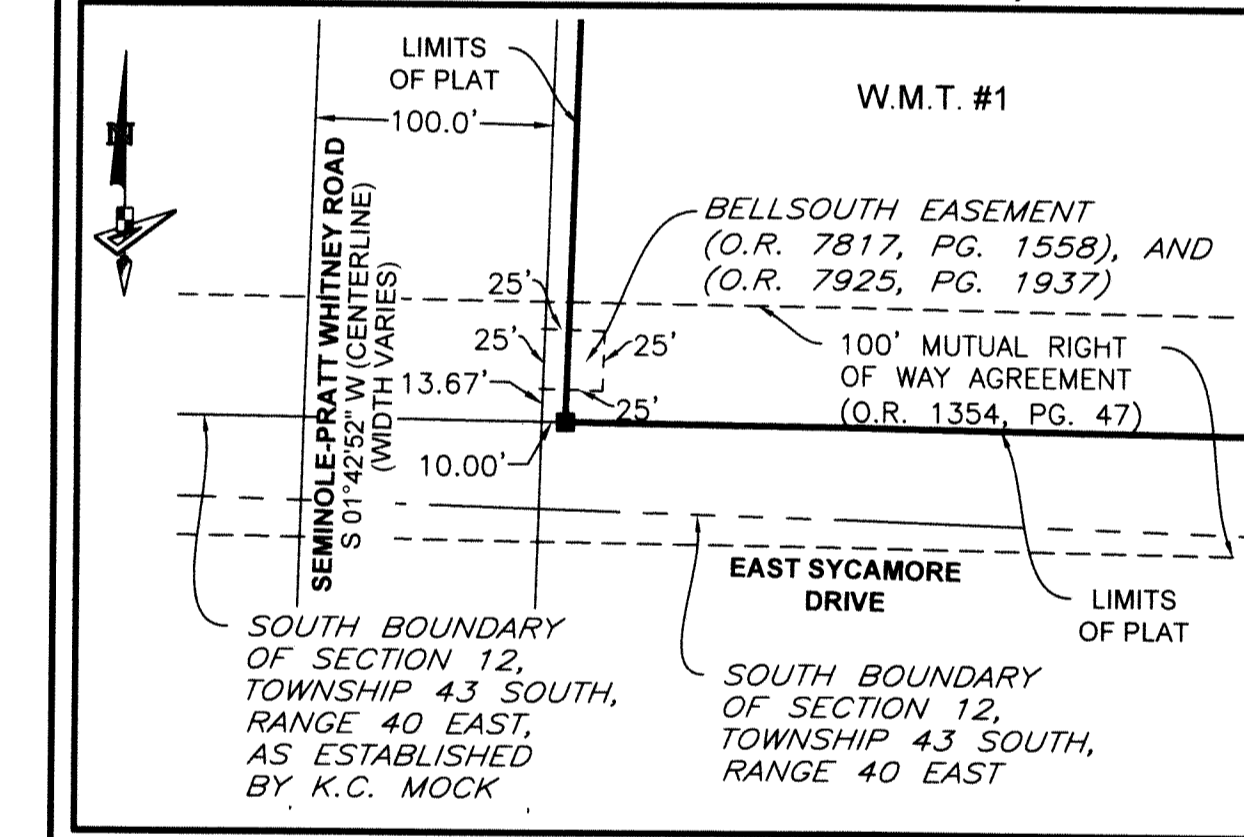 LIMITS
OF PLAT
100.0'
W.M.T. #1
N
SEMINOLE-PRATT WHITNEY ROAD
S 01°42'52" W (CENTERLINE)
(WIDTH VARIES)
BELLSOUTH EASEMENT
(O.R. 7817, PG. 1558), AND
(O.R. 7925, PG. 1937)
25'
25'
25'
13.67'
25'
10.00'
100' MUTUAL RIGHT
OF WAY AGREEMENT
(O.R. 1354, PG. 47)
EAST SYCAMORE
DRIVE
LIMITS
OF PLAT
SOUTH BOUNDARY
OF SECTION 12,
TOWNSHIP 43 SOUTH,
RANGE 40 EAST,
AS ESTABLISHED
BY K.C. MOCK
SOUTH BOUNDARY
OF SECTION 12,
TOWNSHIP 43 SOUTH,
RANGE 40 EAST